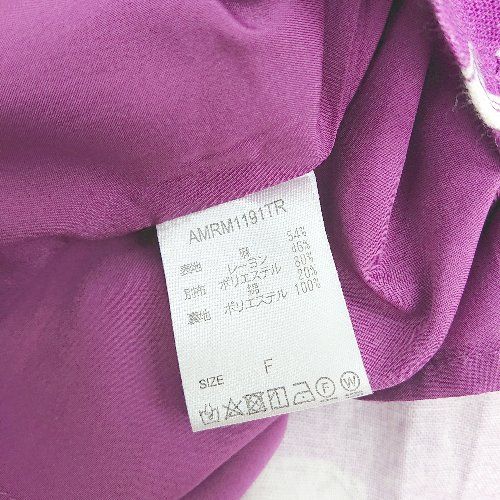 AMRM1191TR
表地 綿 54%
レーヨン 46%
別布 ポリエステル 80%
綿 20%
裏地 ポリエステル 100%
SIZE F
F W